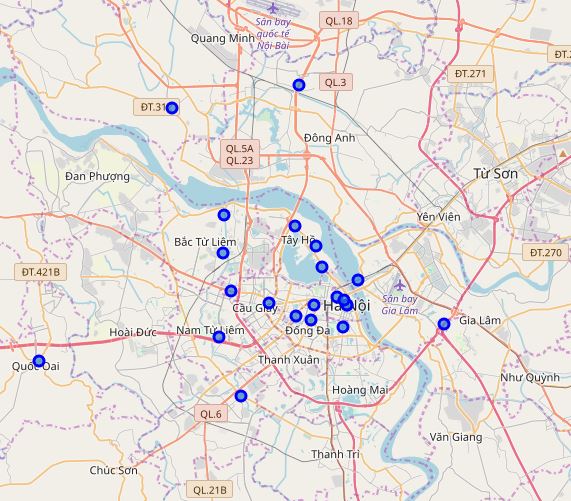 QL.18
Sân bay
quốc tế
Nội Bài
Quang Minh
QL.3
ĐT.271
ĐT.31
Đông Anh
QL.5A
QL.23
Đan Phượng
Từ Sơn
Yên Viên
Bắc Từ Liêm
Tây Hồ
ĐT.270
ĐT.421B
Sân bay
Gia Lâm
Cầu Giấy
Hà Nội
Gia Lâm
Hoài Đức
Nam Từ Liêm
Đống Đa
Thanh Xuân
Quốc Oai
Như Quỳnh
Hoàng Mai
QL.6
Văn Giang
Thanh Trì
Chúc Sơn
QL.21B